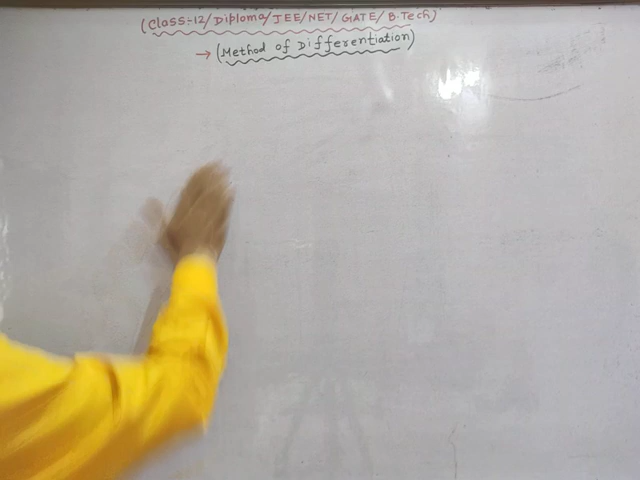 (Class-12/Diploma/JEE/NET/GATE/B.Tech)
→ (Method of Differentiation)